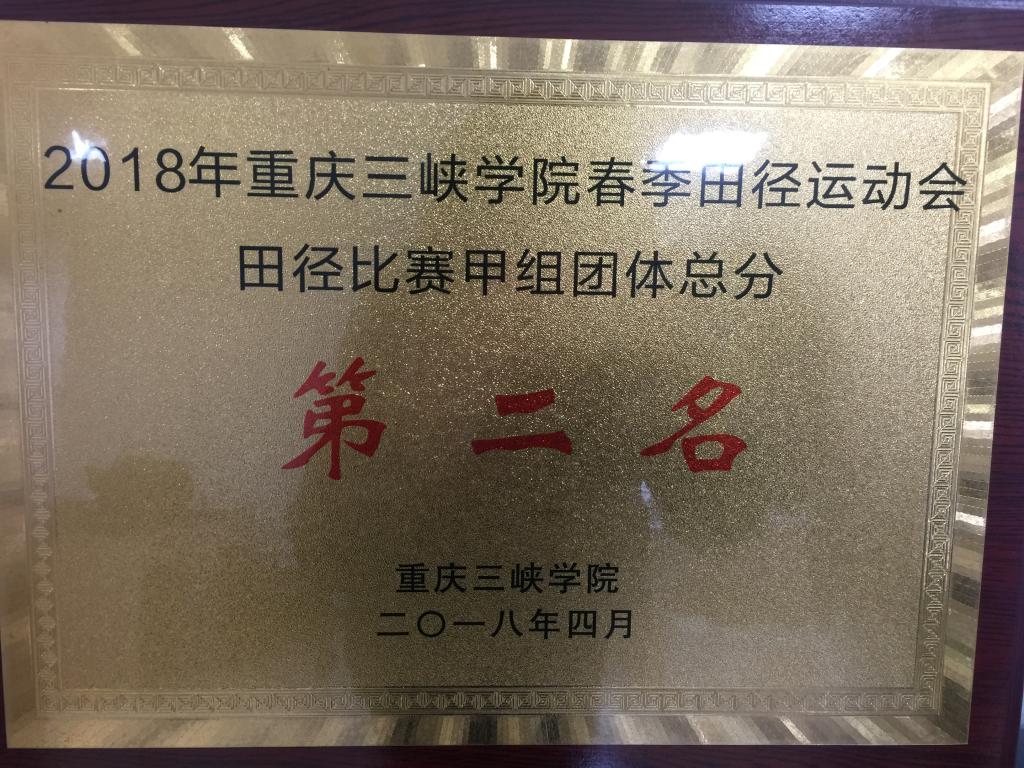 2018年重庆三峡学院春季田径运动会
田径比赛甲组团体总分
第二名
重庆三峡学院
二〇一八年四月